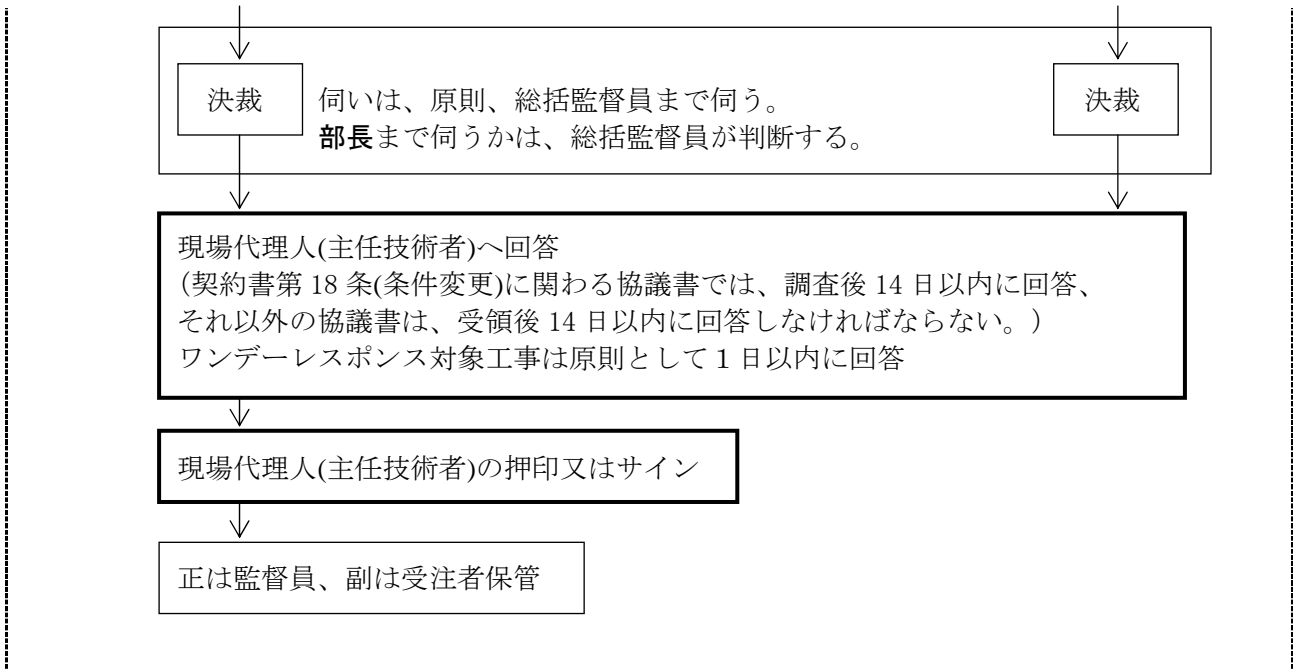 決裁
伺いは、原則、総括監督員まで伺う。
部長まで伺うかは、総括監督員が判断する。
決裁
現場代理人(主任技術者)へ回答
（契約書第 18 条(条件変更)に関わる協議書では、調査後 14 日以内に回答、
それ以外の協議書は、受領後 14 日以内に回答しなければならない。）
ワンデーレスポンス対象工事は原則として１日以内に回答
現場代理人(主任技術者)の押印又はサイン
正は監督員、副は受注者保管